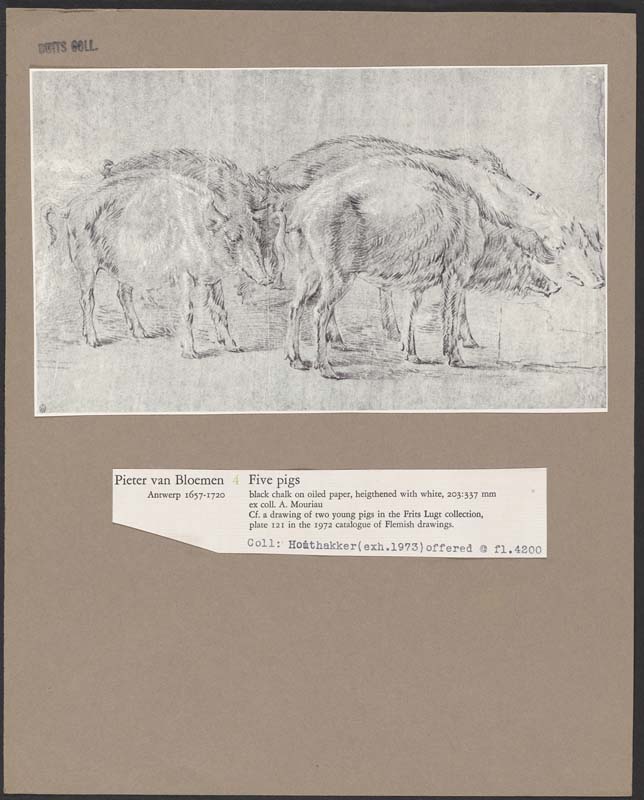 DUITS COLL.
Pieter van Bloemen 4 Five pigs
Antwerp 1657-1720 black chalk on oiled paper, heigthened with white, 203:337 mm
ex coll. A. Mouriau
Cf. a drawing of two young pigs in the Frits Lugt collection,
plate 121 in the 1972 catalogue of Flemish drawings.
Coll: Houthakker(exh.1973)offered @ fl.4200